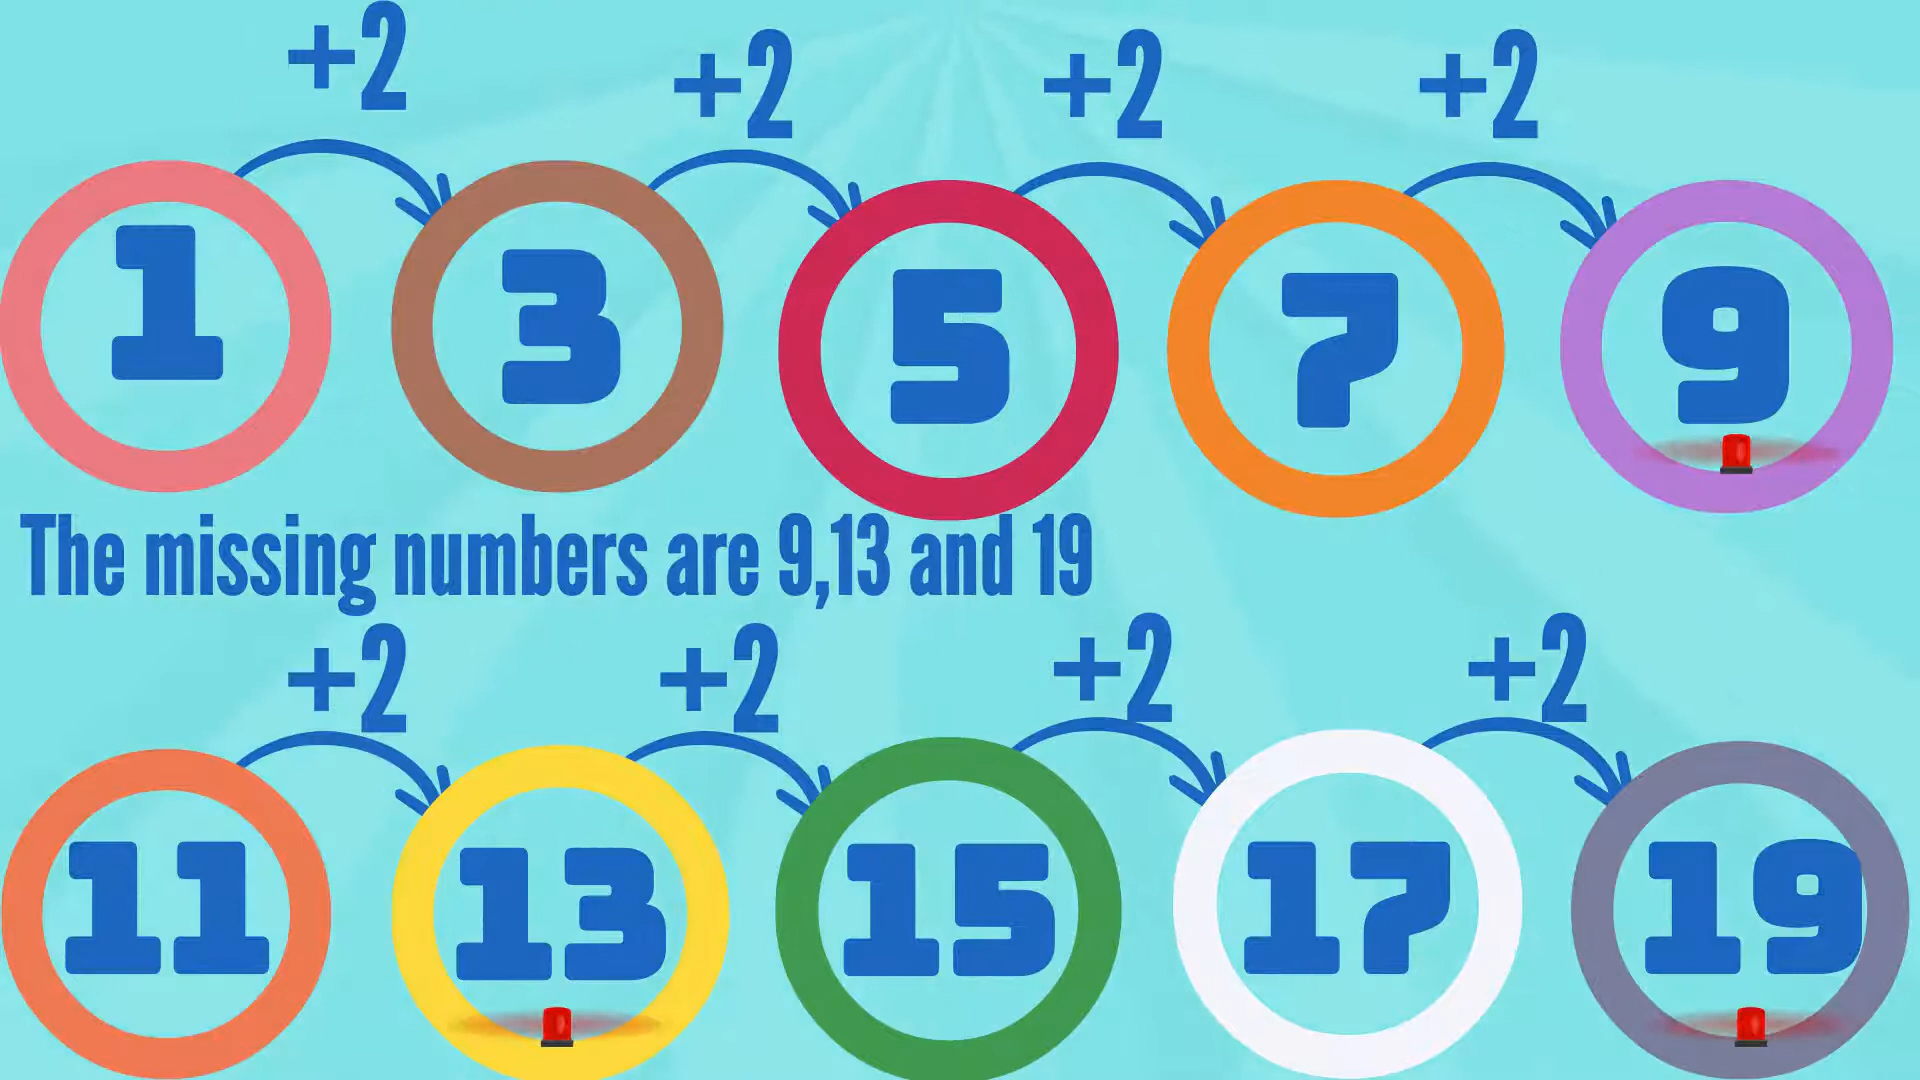 +2 +2 +2 +2
1 3 5 7 9
The missing numbers are 9,13 and 19
+2 +2 +2 +2
11 13 15 17 19